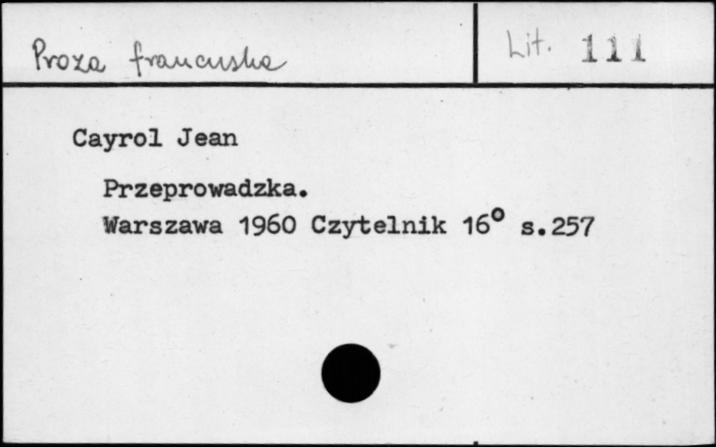 Proza francuska
Lit. 111
Cayrol Jean
Przeprowadzka.
Warszawa 1960 Czytelnik 16° s.257